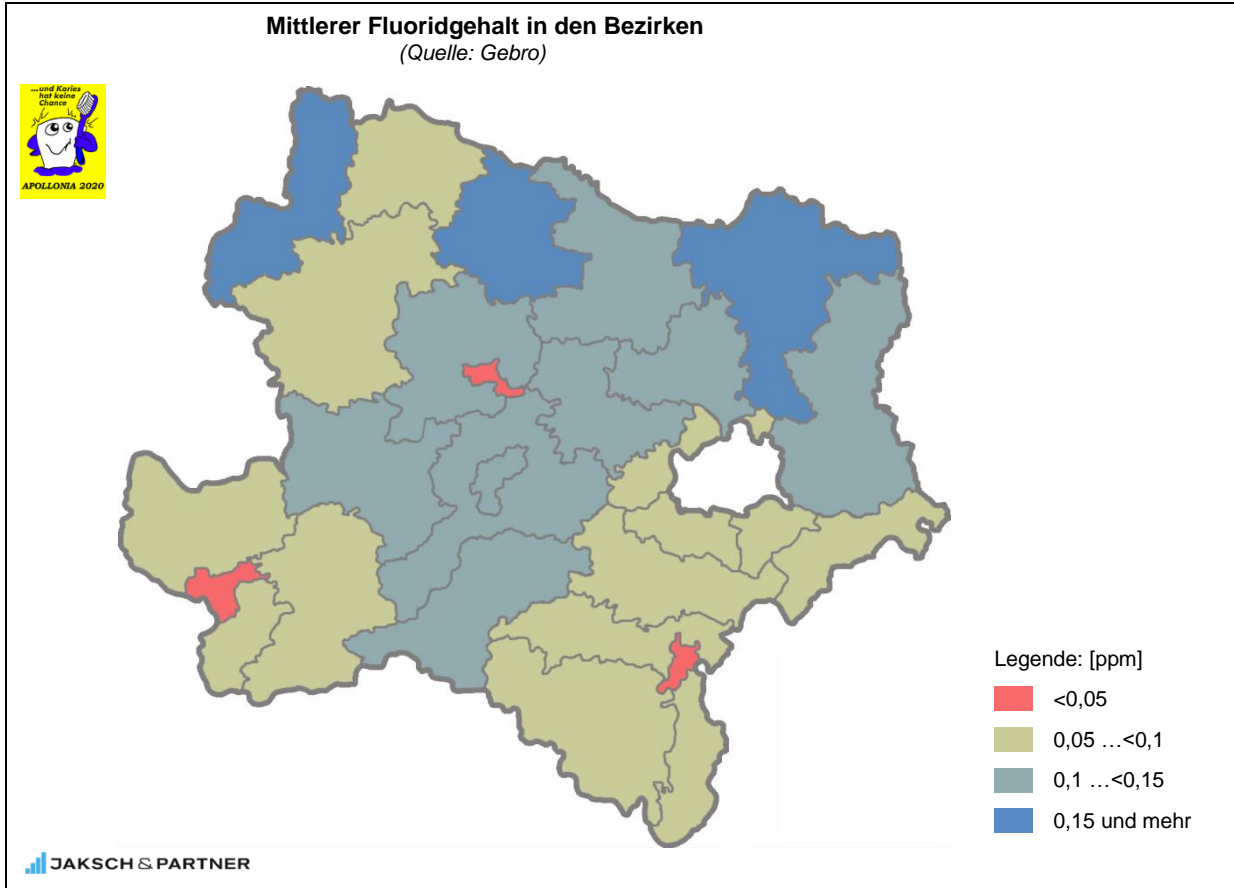 Mittlerer Fluoridgehalt in den Bezirken
(Quelle: Gebro)
...und Karies
hat keine
Chance
APOLLONIA 2020
Legende: [ppm]
<0,05
0,05 …<0,1
0,1 …<0,15
0,15 und mehr
JAKSCH & PARTNER